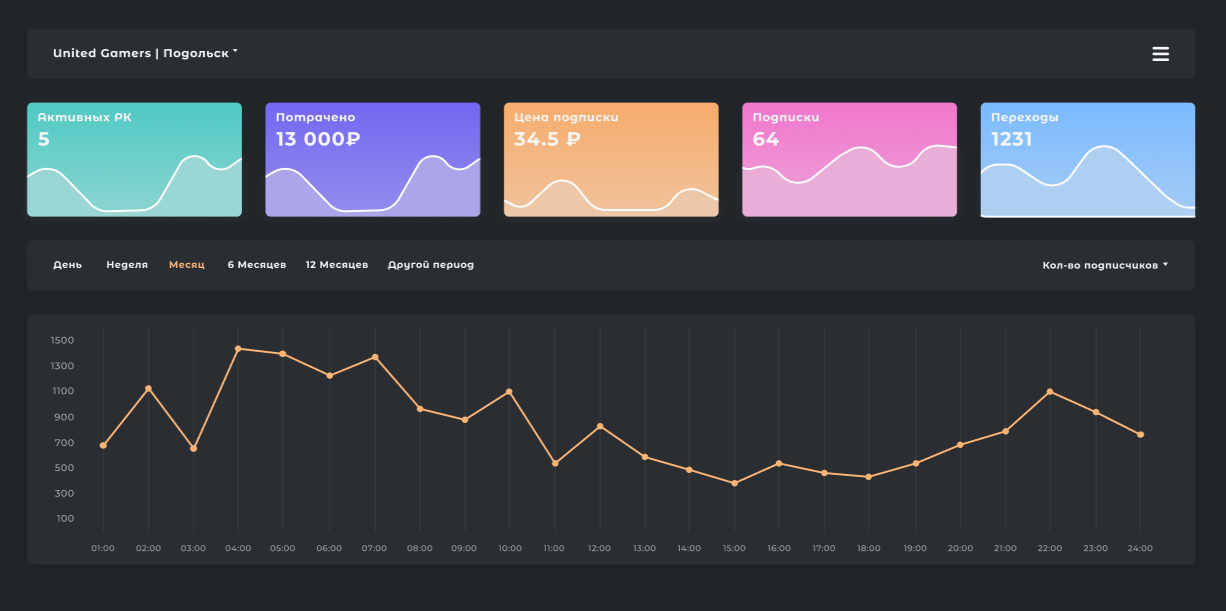 United Gamers | Подольск
Активных РК
5
Потрачено
13 000₽
Цена подписки
34.5 ₽
Подписки
64
Переходы
1231
День Неделя Месяц 6 Месяцев 12 Месяцев Другой период
Кол-во подписчиков
1500
1300
1100
900
700
500
300
100
01:00 02:00 03:00 04:00 05:00 06:00 07:00 08:00 09:00 10:00 11:00 12:00 13:00 14:00 15:00 16:00 17:00 18:00 19:00 20:00 21:00 22:00 23:00 24:00